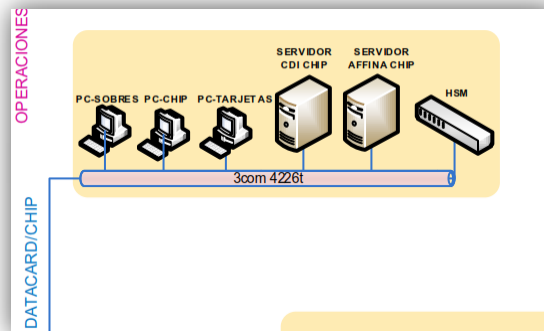 OPERACIONES
SERVIDOR
CDI CHIP
SERVIDOR
AFFINA CHIP
HSM
PC-SOBRES
PC-CHIP
PC-TARJETAS
3com 4226t
DATACARD/CHIP